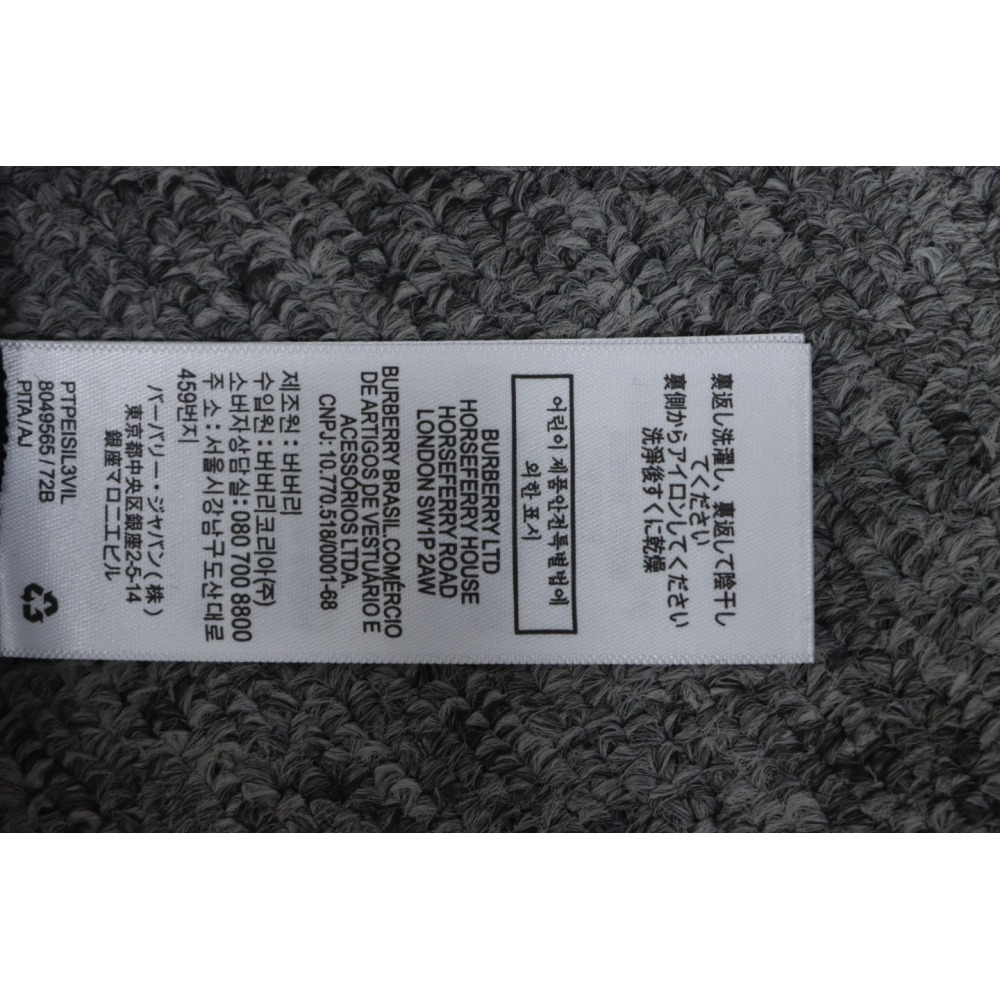 裏返し洗濯し、裏返して陰干し
てください
裏側からアイロンしてください
洗浄後すぐに乾燥
어린이 제품안전특별법에
의한 표시
BURBERRY LTD
HORSEFERRY HOUSE
HORSEFERRY ROAD
LONDON SW1P 2AW
BURBERRY BRASIL.COMÉRCIO
DE ARTIGOS DE VESTUÁRIO E
ACESSÓRIOS LTDA.
CNPJ: 10.770.518/0001-68
제조원 : 버버리
수입원 : 버버리코리아(주)
소비자상담실 : 080 700 8800
주 소 : 서울시강남구도산대로
459번지
バーバリー・ジャパン(株)
東京都中央区銀座2-5-14
銀座マロニエビル
PTPEISIL3VIL
8049565 / 72B
PITA/AJ